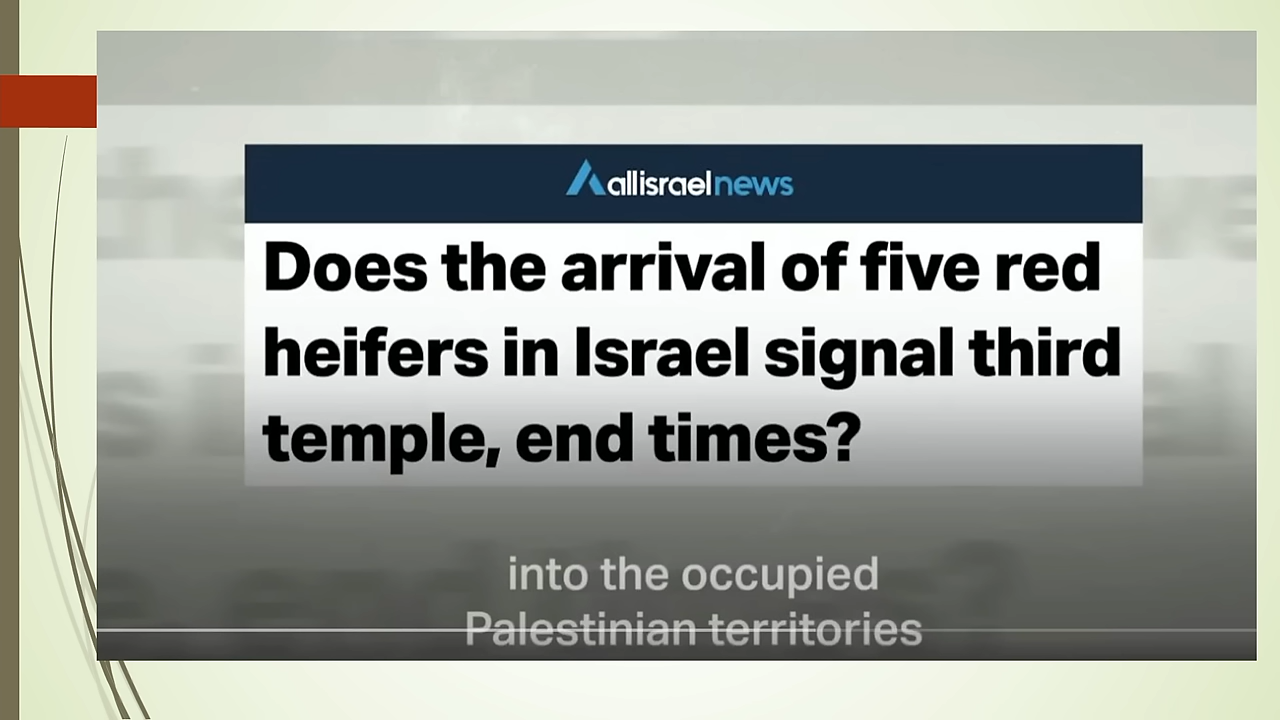 allisraelnews
Does the arrival of five red
heifers in Israel signal third
temple, end times?
into the occupied
Palestinian territories